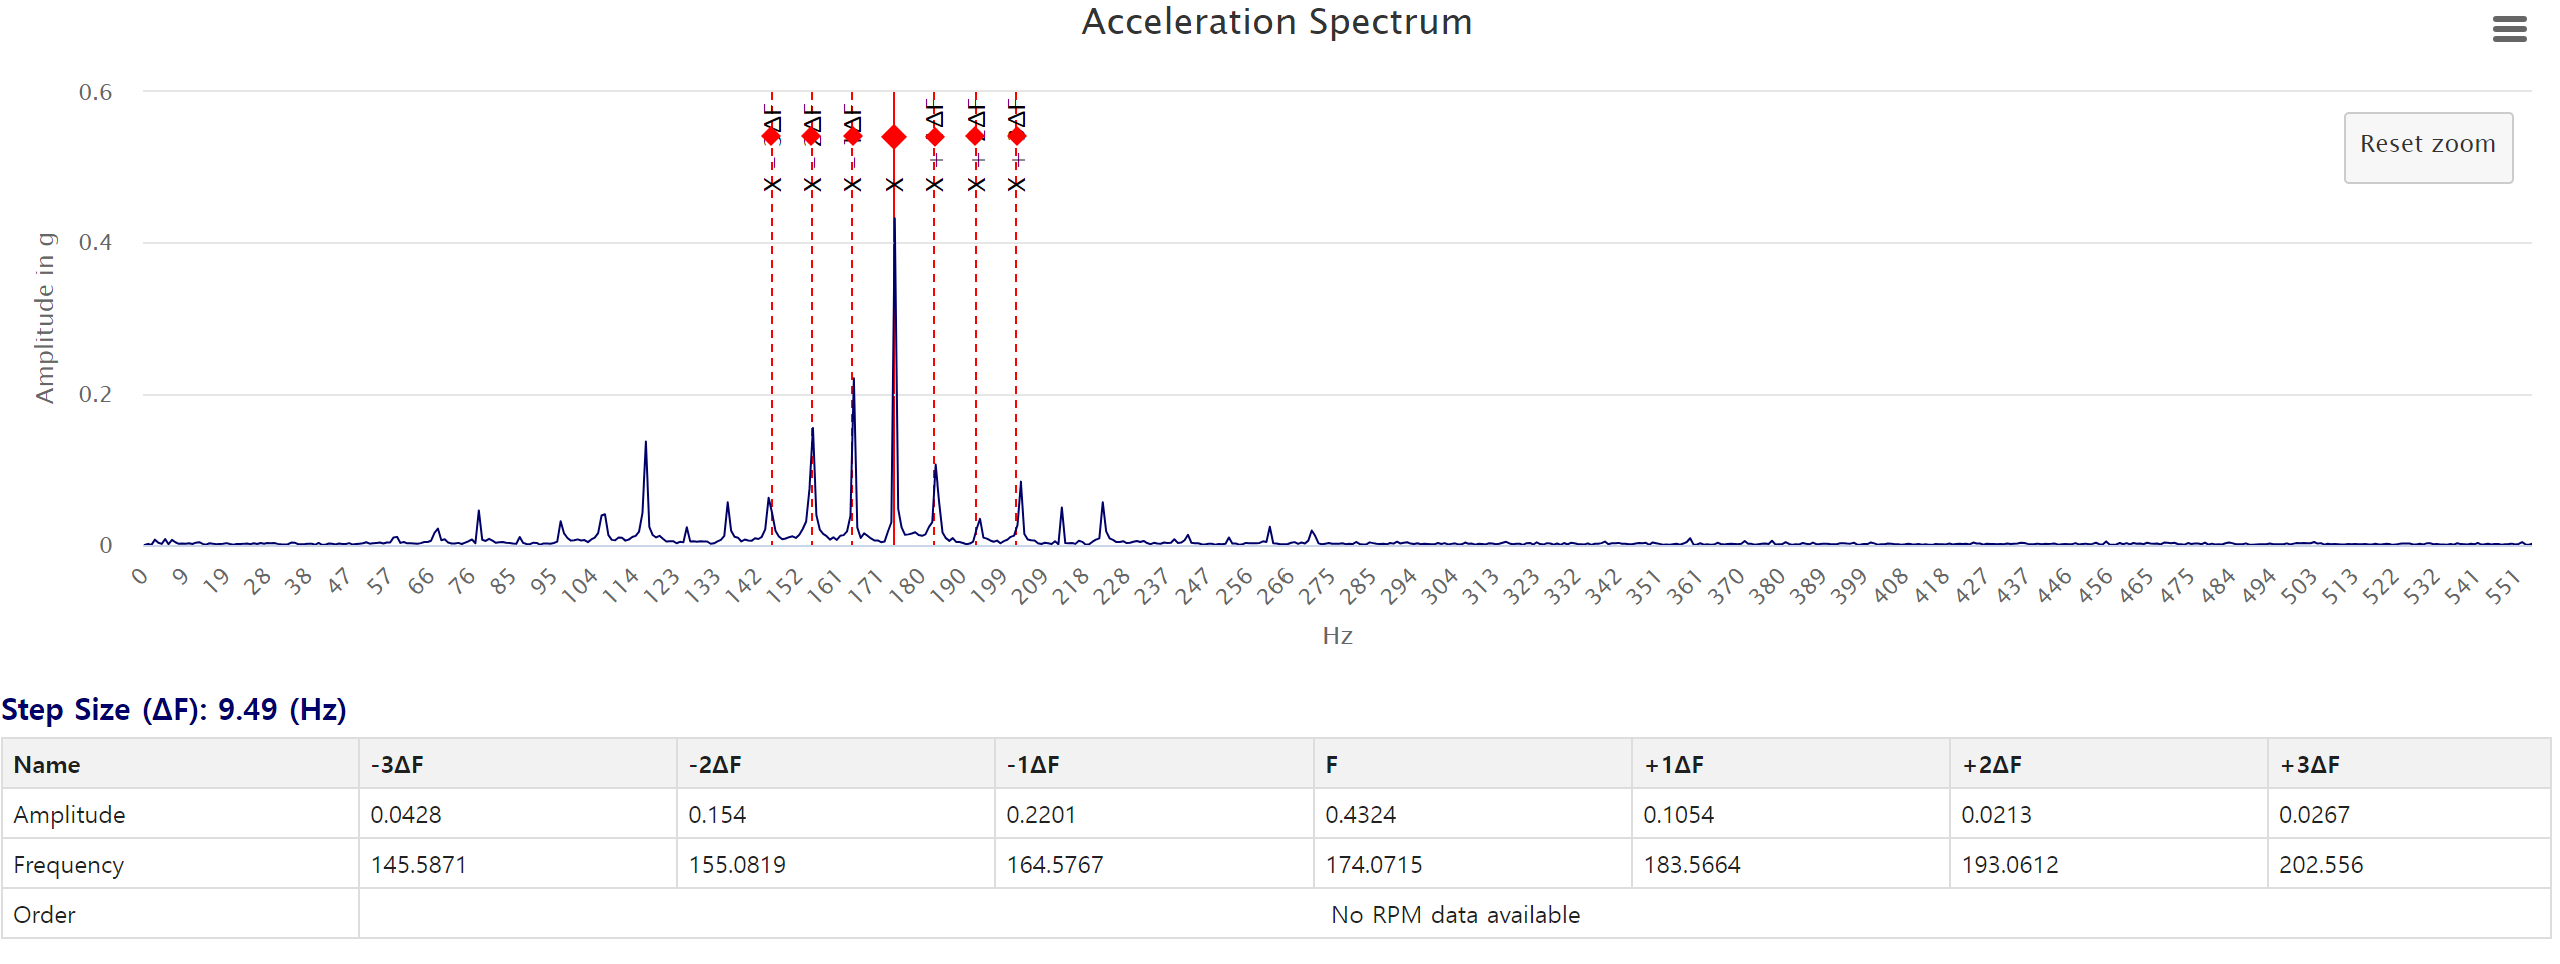 Acceleration Spectrum
Reset zoom
Amplitude in g
0.6
0.4
0.2
0
X - 3ΔF
X - 2ΔF
X - 1ΔF
X
X + ΔF
X + 2ΔF
X + ΔF
0 9 19 28 38 47 57 66 76 85 95 104 114 123 133 142 152 161 171 180 190 199 209 218 228 237 247 256 266 275 285 294 304 313 323 332 342 351 361 370 380 389 399 408 418 427 437 446 456 465 475 484 494 503 513 522 532 541 551
Hz
Step Size (ΔF): 9.49 (Hz)
Name -3ΔF -2ΔF -1ΔF F +1ΔF +2ΔF +3ΔF
Amplitude 0.0428 0.154 0.2201 0.4324 0.1054 0.0213 0.0267
Frequency 145.5871 155.0819 164.5767 174.0715 183.5664 193.0612 202.556
Order No RPM data available